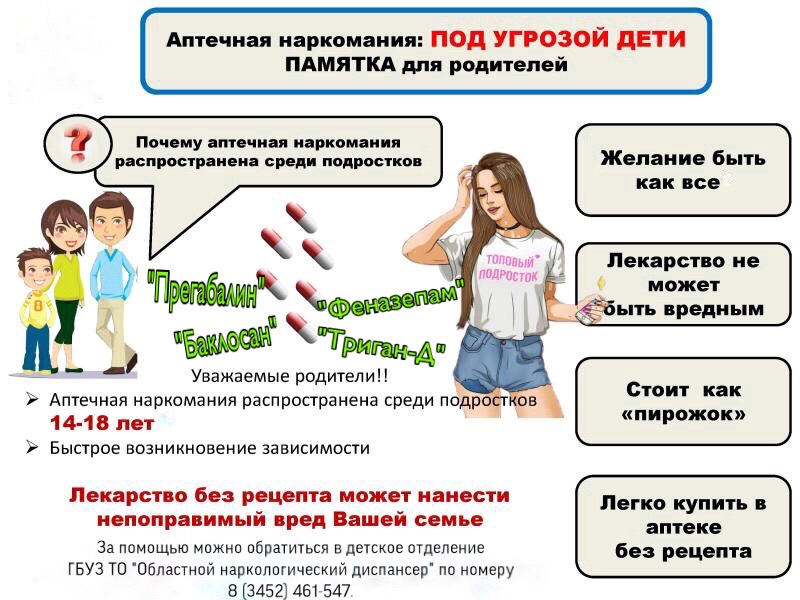 Аптечная наркомания: ПОД УГРОЗОЙ ДЕТИ
ПАМЯТКА для родителей
?
Почему аптечная наркомания
распространена среди подростков
8
"Прегабалин"
"Феназепам"
"Баклосан"
"Триган-Д"
ТОПОВЫЙ
ПОДРОСТОК
Желание быть
как все
Лекарство не
может
быть вредным
Стоит как
«пирожок»
Легко купить в
аптеке
без рецепта
Уважаемые родители!!
➢ Аптечная наркомания распространена среди подростков
14-18 лет
➢ Быстрое возникновение зависимости
Лекарство без рецепта может нанести
непоправимый вред Вашей семье
За помощью можно обратиться в детское отделение
ГБУЗ ТО "Областной наркологический диспансер" по номеру
8 (3452) 461-547.